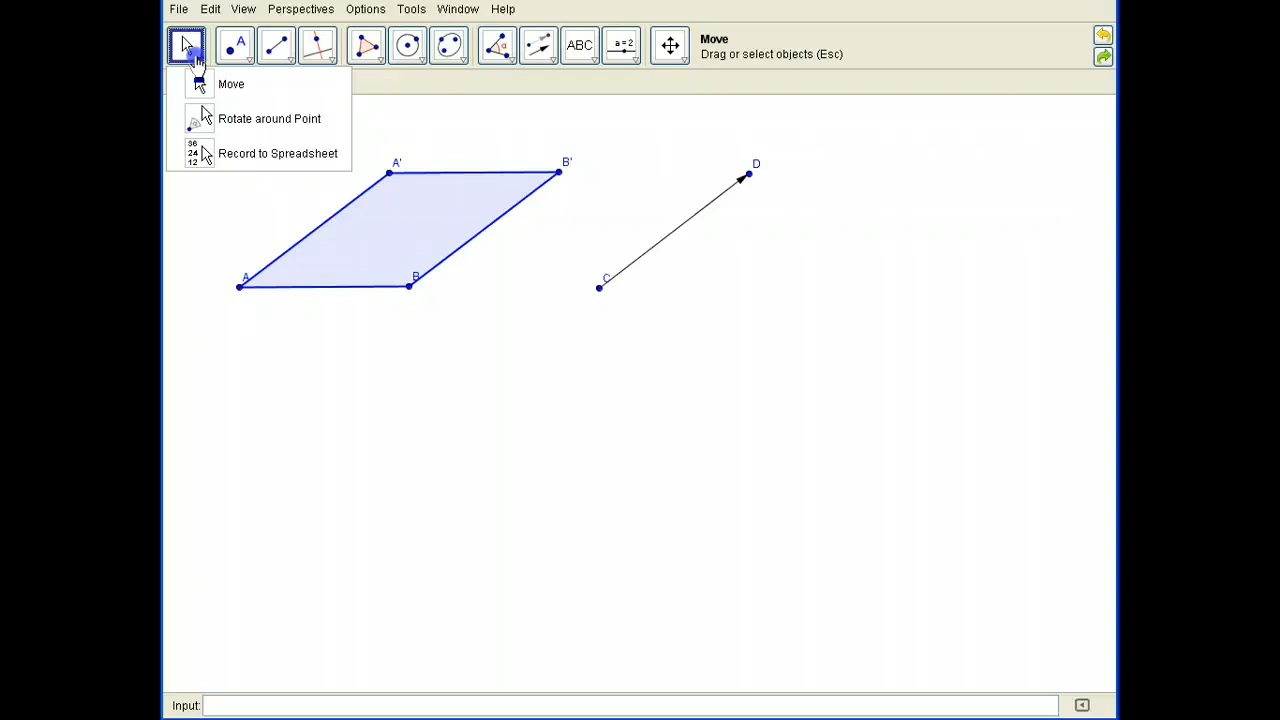 File Edit View Perspectives Options Tools Window Help
A
α
ABC
a=2
Move
Drag or select objects (Esc)
Move
Rotate around Point
36
24
12
Record to Spreadsheet
A' B' D
A B C
Input: